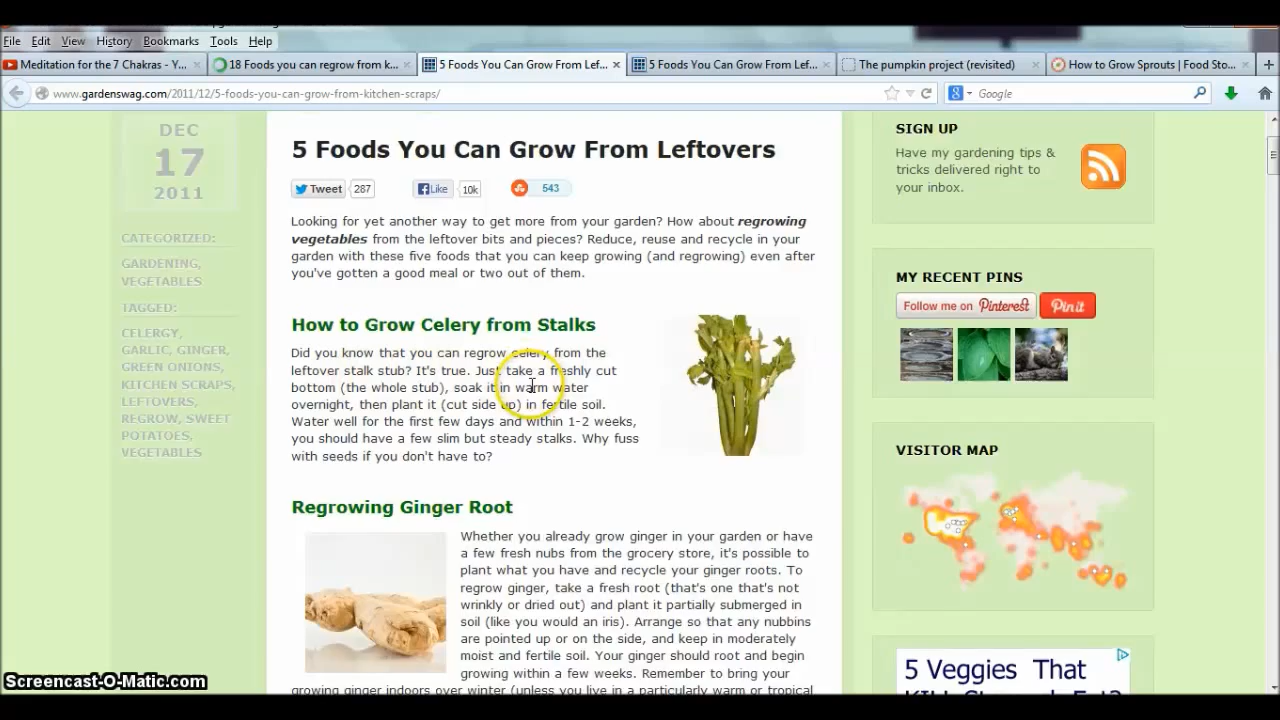 File Edit View History Bookmarks Tools Help
Meditation for the 7 Chakras - Y...
18 Foods you can regrow from k...
5 Foods You Can Grow From Lef...
5 Foods You Can Grow From Lef...
The pumpkin project (revisited)
How to Grow Sprouts | Food Sto...
www.gardenswag.com/2011/12/5-foods-you-can-grow-from-kitchen-scraps/
Google
DEC
17
2011
CATEGORIZED:
GARDENING,
VEGETABLES
TAGGED:
CELERGY,
GARLIC, GINGER,
GREEN ONIONS,
KITCHEN SCRAPS,
LEFTOVERS,
REGROW, SWEET
POTATOES,
VEGETABLES
5 Foods You Can Grow From Leftovers
Tweet 287 Like 10k 543
Looking for yet another way to get more from your garden? How about regrowing
vegetables from the leftover bits and pieces? Reduce, reuse and recycle in your
garden with these five foods that you can keep growing (and regrowing) even after
you've gotten a good meal or two out of them.
How to Grow Celery from Stalks
Did you know that you can regrow celery from the
leftover stalk stub? It's true. Just take a freshly cut
bottom (the whole stub), soak it in warm water
overnight, then plant it (cut side up) in fertile soil.
Water well for the first few days and within 1-2 weeks,
you should have a few slim but steady stalks. Why fuss
with seeds if you don't have to?
Regrowing Ginger Root
Whether you already grow ginger in your garden or have
a few fresh nubs from the grocery store, it's possible to
plant what you have and recycle your ginger roots. To
regrow ginger, take a fresh root (that's one that's not
wrinkly or dried out) and plant it partially submerged in
soil (like you would an iris). Arrange so that any nubbins
are pointed up or on the side, and keep in moderately
moist and fertile soil. Your ginger should root and begin
growing within a few weeks. Remember to bring your
growing ginger indoors over winter (unless you live in a particularly warm or tropical
SIGN UP
Have my gardening tips &
tricks delivered right to
your inbox.
MY RECENT PINS
Follow me on Pinterest Pin it
VISITOR MAP
5 Veggies That
Screencast-O-Matic.com